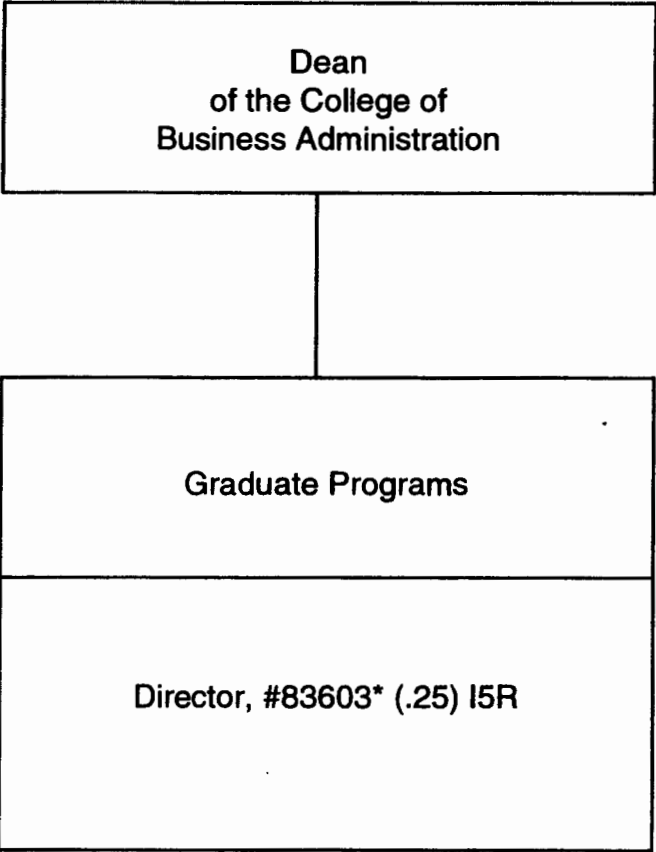 Dean
of the College of
Business Administration
Graduate Programs
Director, #83603* (.25) I5R